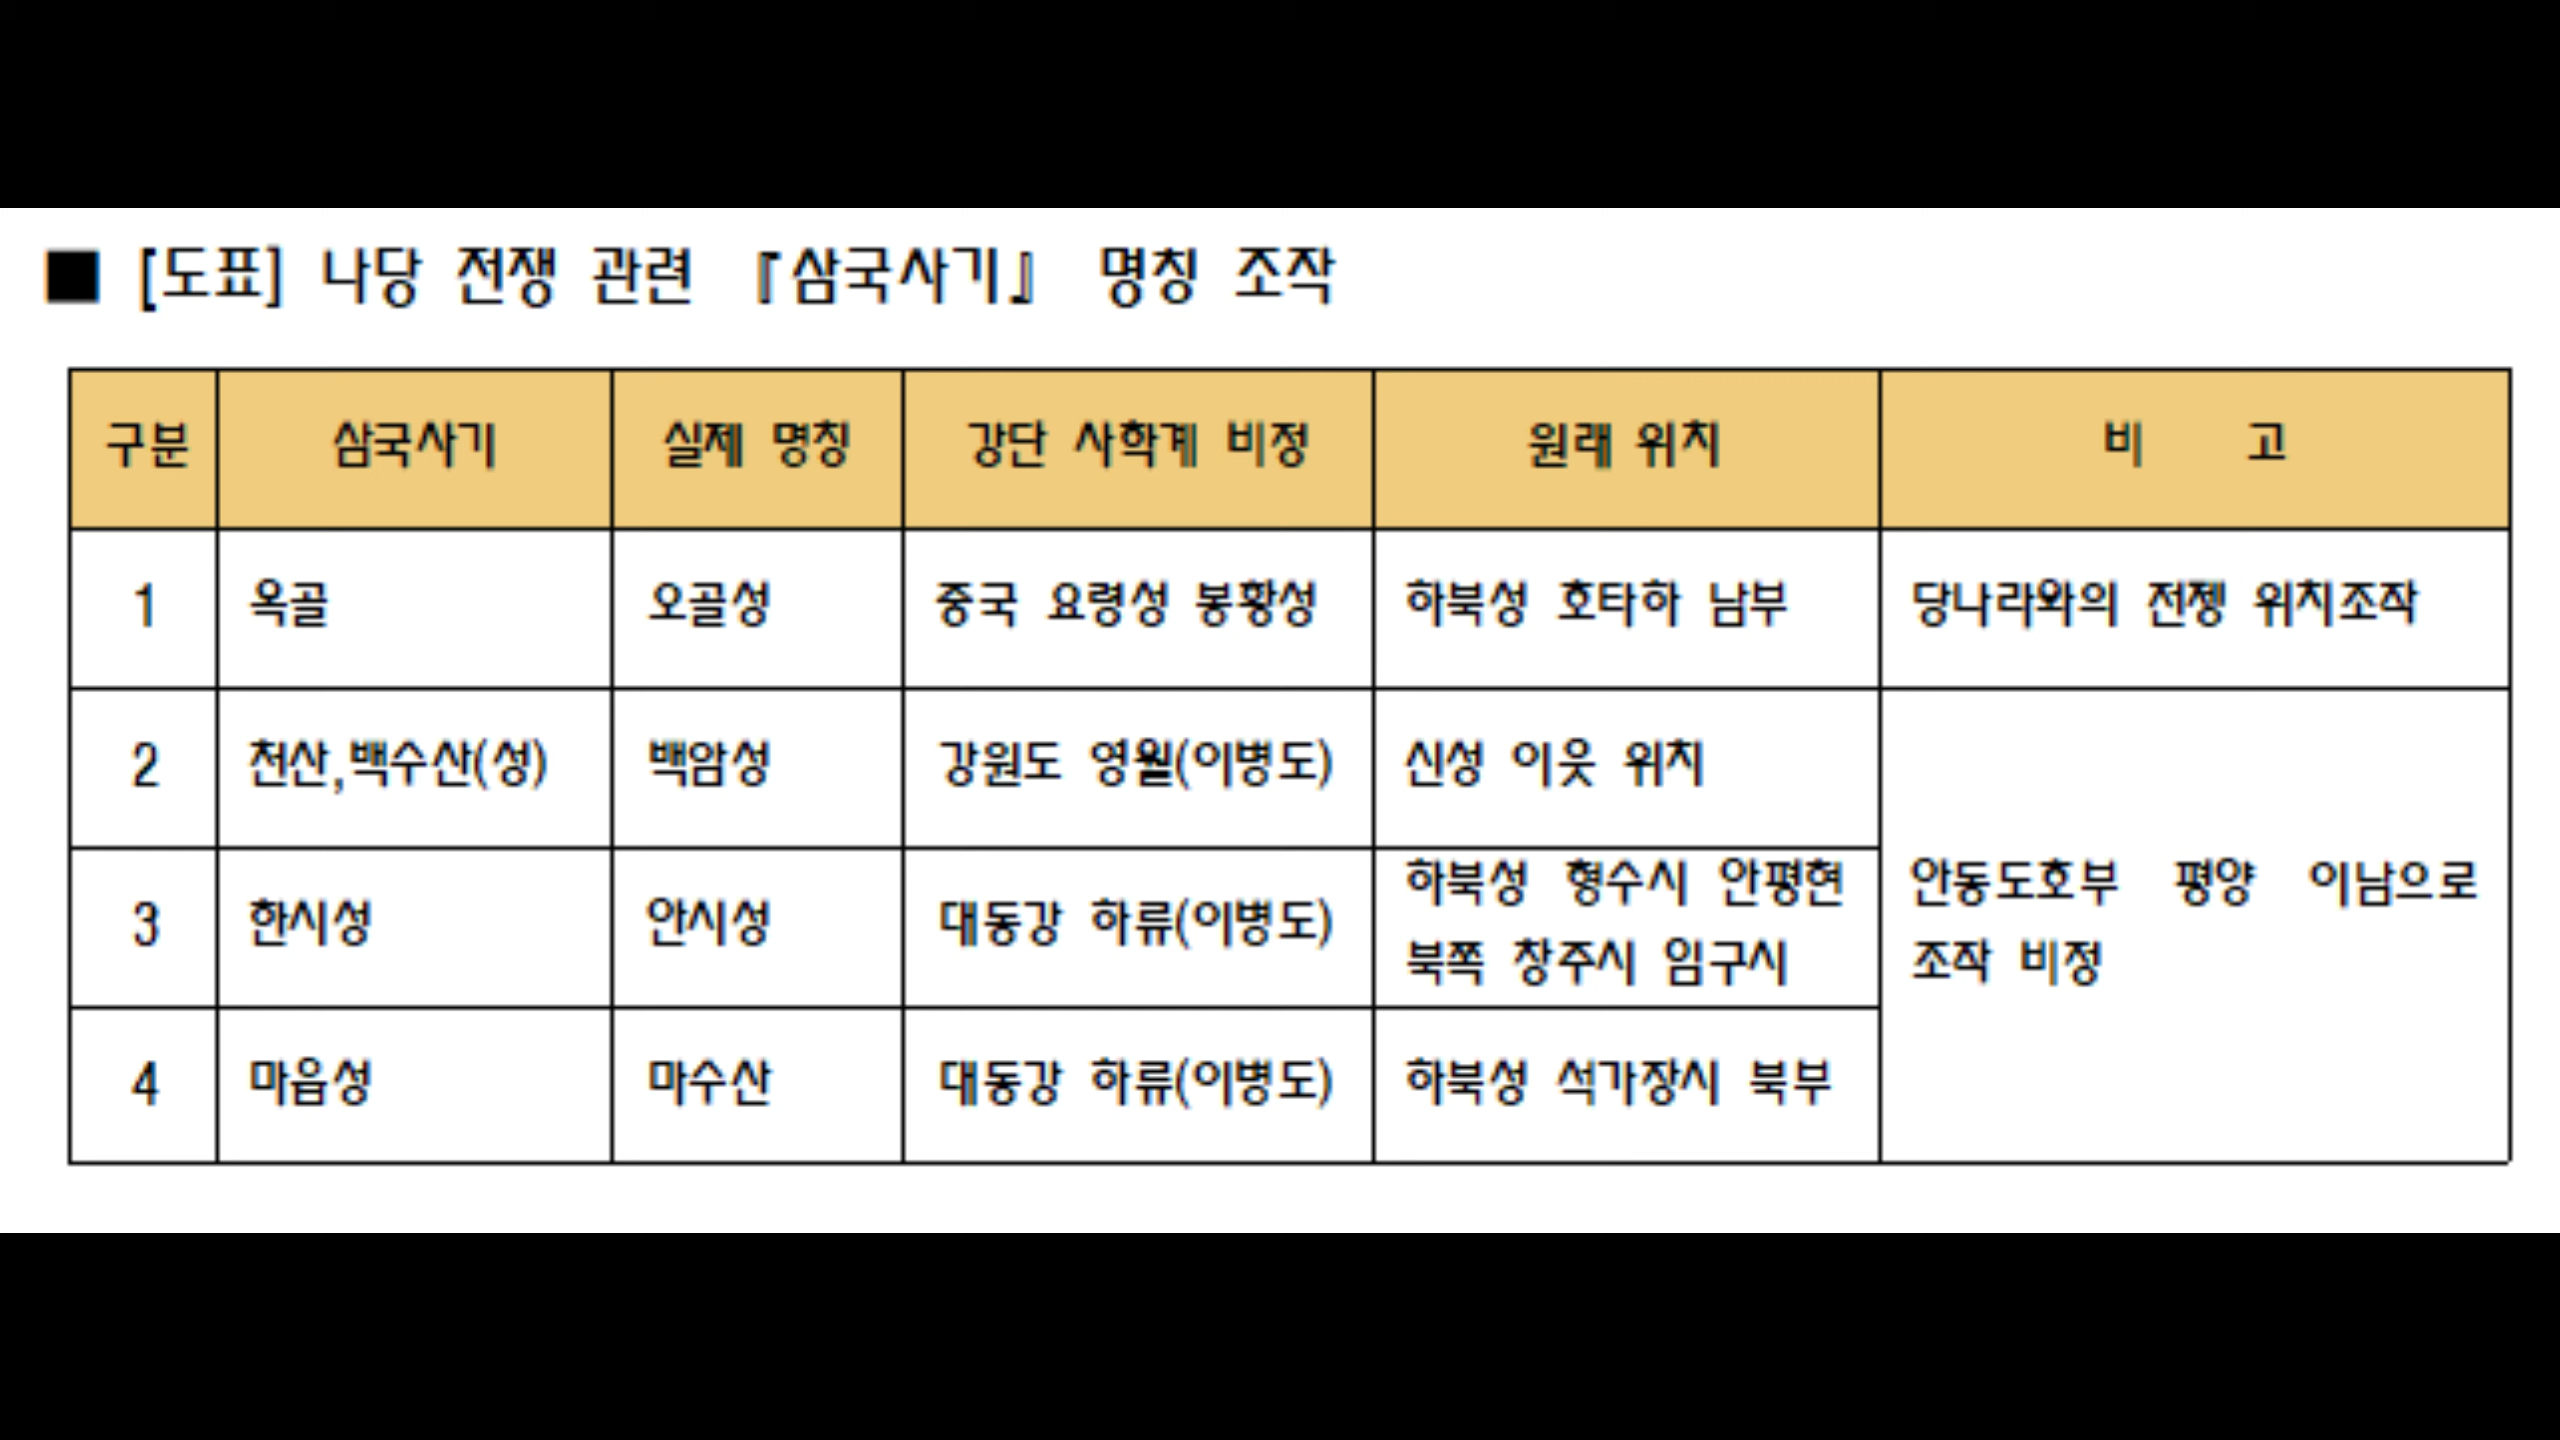 ■ [도표] 나당 전쟁 관련 『삼국사기』 명칭 조작
구분 삼국사기 실제 명칭 강단 사학계 비정 원래 위치 비 고
1 옥골 오골성 중국 요령성 봉황성 하북성 호타하 남부 당나라와의 전젱 위치조작
2 천산,백수산(성) 백암성 강원도 영월(이병도) 신성 이웃 위치
3 한시성 안시성 대동강 하류(이병도) 하북성 형수시 안평현
북쪽 창주시 임구시
안동도호부 평양 이남으로
조작 비정
4 마읍성 마수산 대동강 하류(이병도) 하북성 석가장시 북부